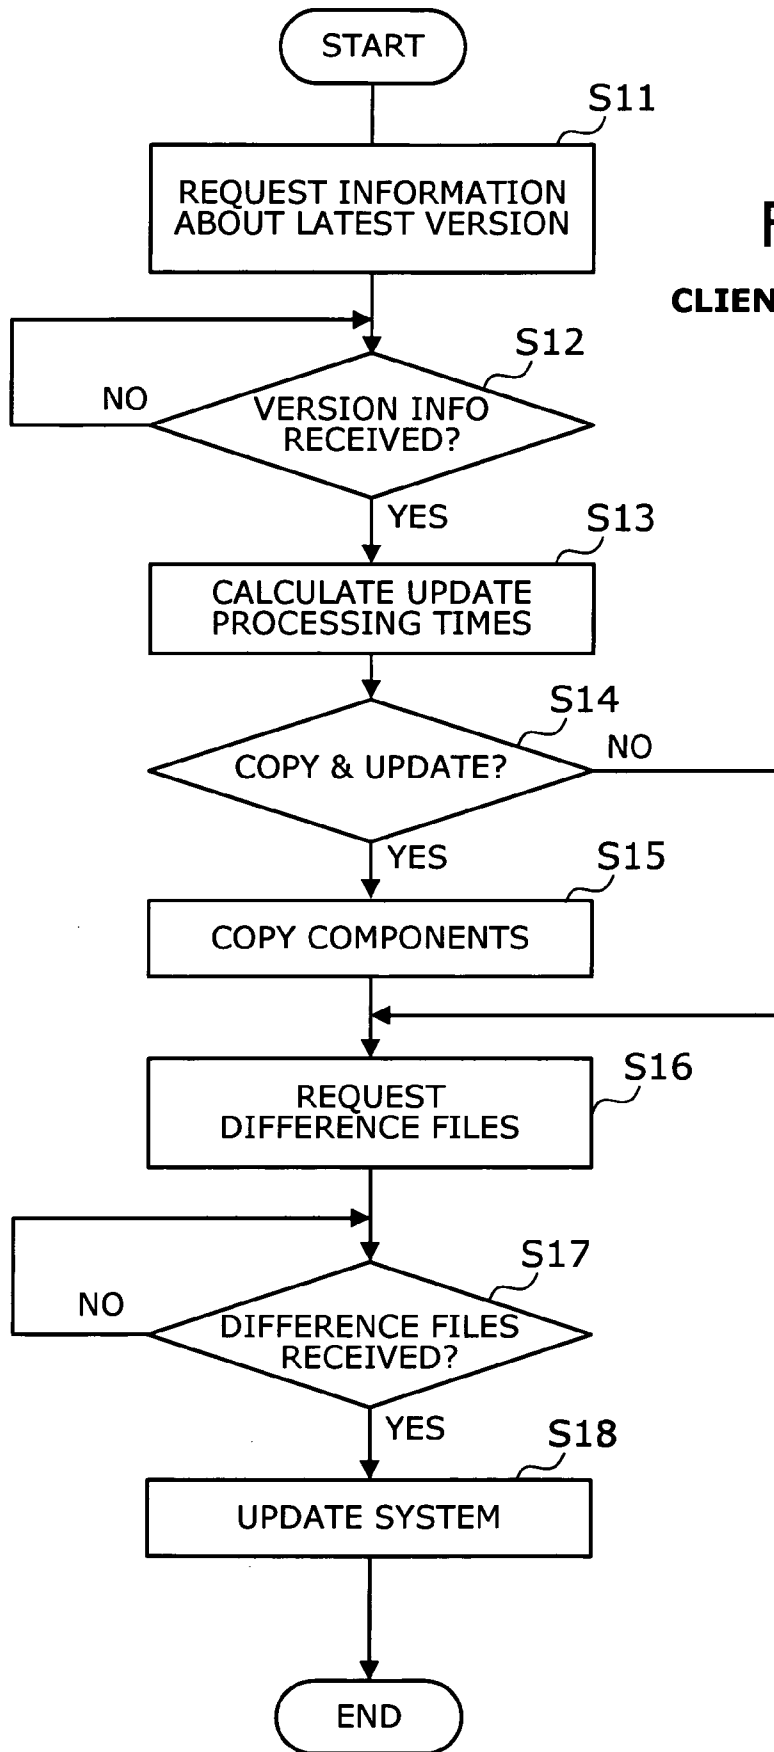 START
S11
REQUEST INFORMATION
ABOUT LATEST VERSION
F
CLIEN
S12
NO
VERSION INFO
RECEIVED?
YES
S13
CALCULATE UPDATE
PROCESSING TIMES
S14
NO
COPY & UPDATE?
YES
S15
COPY COMPONENTS
S16
REQUEST
DIFFERENCE FILES
S17
NO
DIFFERENCE FILES
RECEIVED?
YES
S18
UPDATE SYSTEM
END